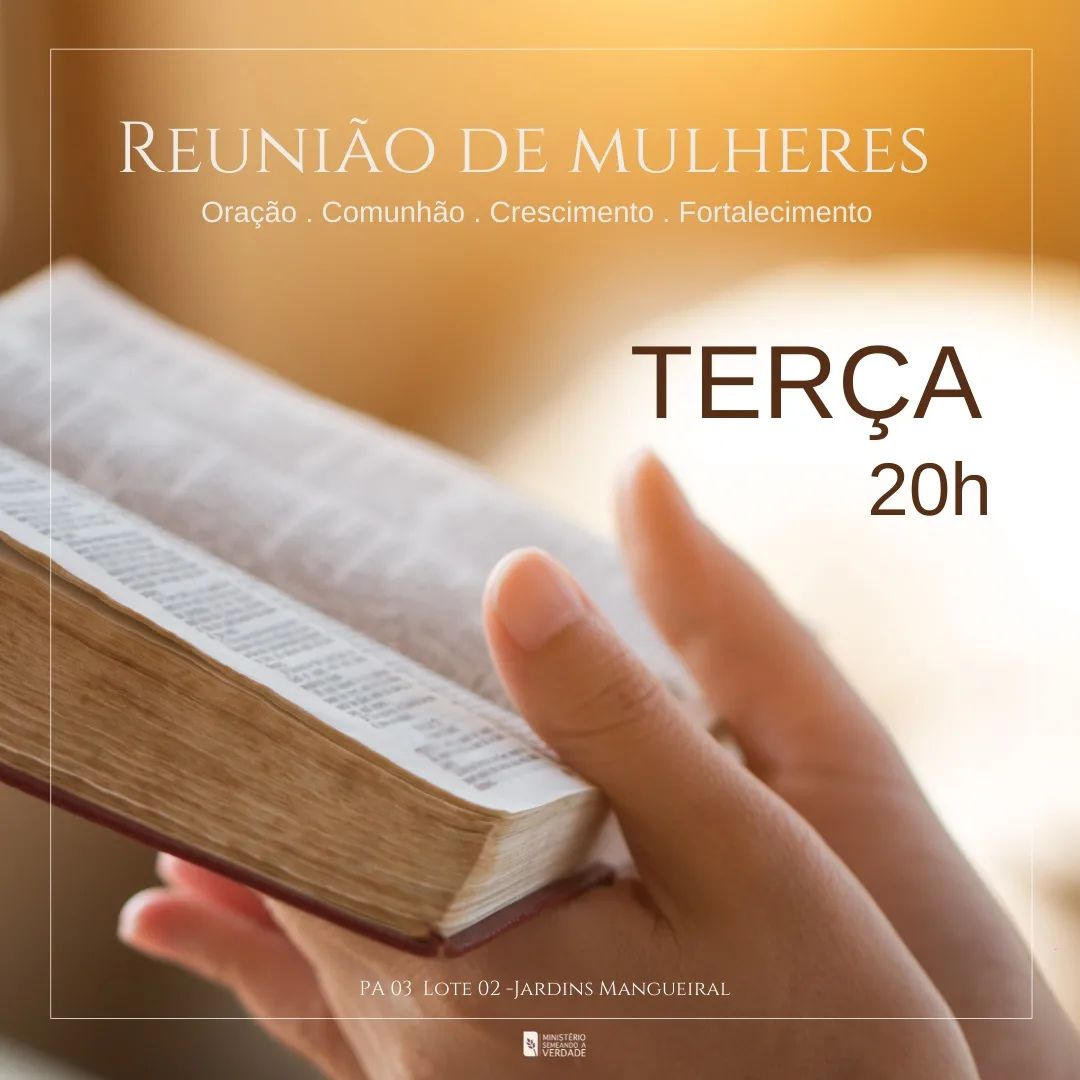 Reunião de mulheres
Oração . Comunhão . Crescimento . Fortalecimento
TERÇA
20h
PA 03 Lote 02 -Jardins Mangueiral
MINISTÉRIO
SEMEANDO A
VERDADE